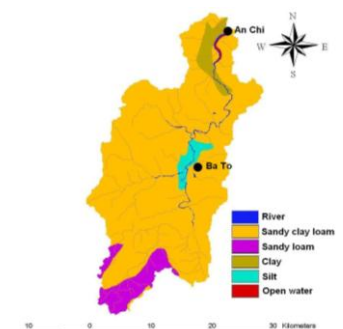 N
An Chi
W E
S
Ba To
River
Sandy clay loam
Sandy loam
Clay
Silt
Open water
10 0 10 20 30 Kilometers